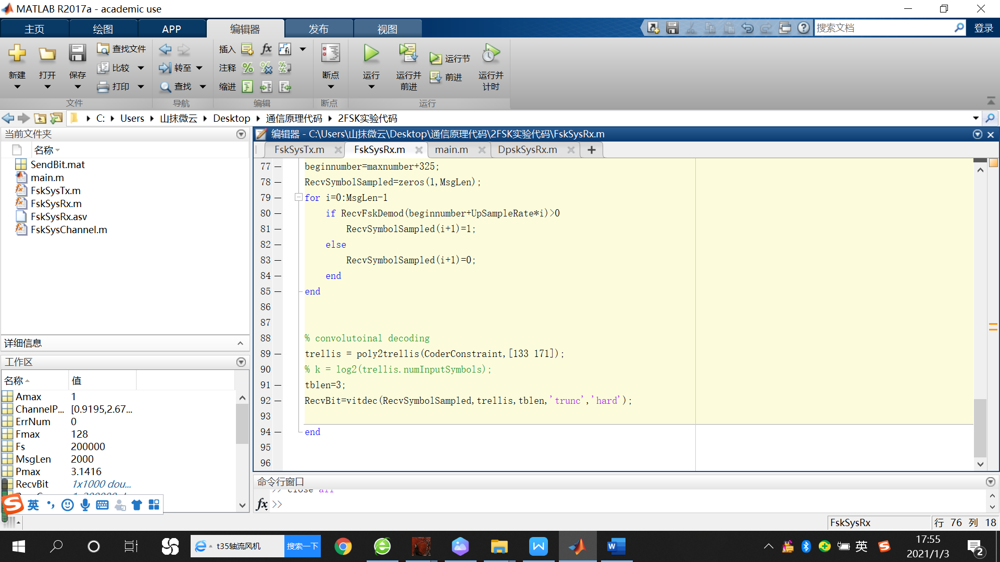 MATLAB R2017a - academic use
主页 绘图 APP 编辑器 发布 视图 搜索文档 登录
新建 打开 保存 查找文件 比较 打印 转至 查找 插入 注释 缩进 fx fi 断点 运行 运行并前进 运行节 前进 运行并计时
文件 导航 编辑 断点 运行
C: Users 山抹微云 Desktop 通信原理代码 2FSK实验代码
当前文件夹
名称
SendBit.mat
main.m
FskSysTx.m
FskSysRx.m
FskSysRx.asv
FskSysChannel.m
详细信息
工作区
名称 值
Amax 1
ChannelP... [0.9195,2.67...
ErrNum 0
Fmax 128
Fs 200000
MsgLen 2000
Pmax 3.1416
RecvBit 1x1000 dou...
英
编辑器 - C:\Users\山抹微云\Desktop\通信原理代码\2FSK实验代码\FskSysRx.m
FskSysTx.m FskSysRx.m main.m DpskSysRx.m
77 beginnumber=maxnumber+325;
78 RecvSymbolSampled=zeros(1,MsgLen);
79 for i=0:MsgLen-1
80 if RecvFskDemod(beginnumber+UpSampleRate*i)>0
81 RecvSymbolSampled(i+1)=1;
82 else
83 RecvSymbolSampled(i+1)=0;
84 end
85 end
86
87
88 % convolutoinal decoding
89 trellis = poly2trellis(CoderConstraint,[133 171]);
90 % k = log2(trellis.numInputSymbols);
91 tblen=3;
92 RecvBit=vitdec(RecvSymbolSampled,trellis,tblen,'trunc','hard');
93
94 end
95
96
命令行窗口
>> close all
fx >>
FskSysRx 行 76 列 18
t35轴流风机 搜索一下 英 17:55
2021/1/3 2